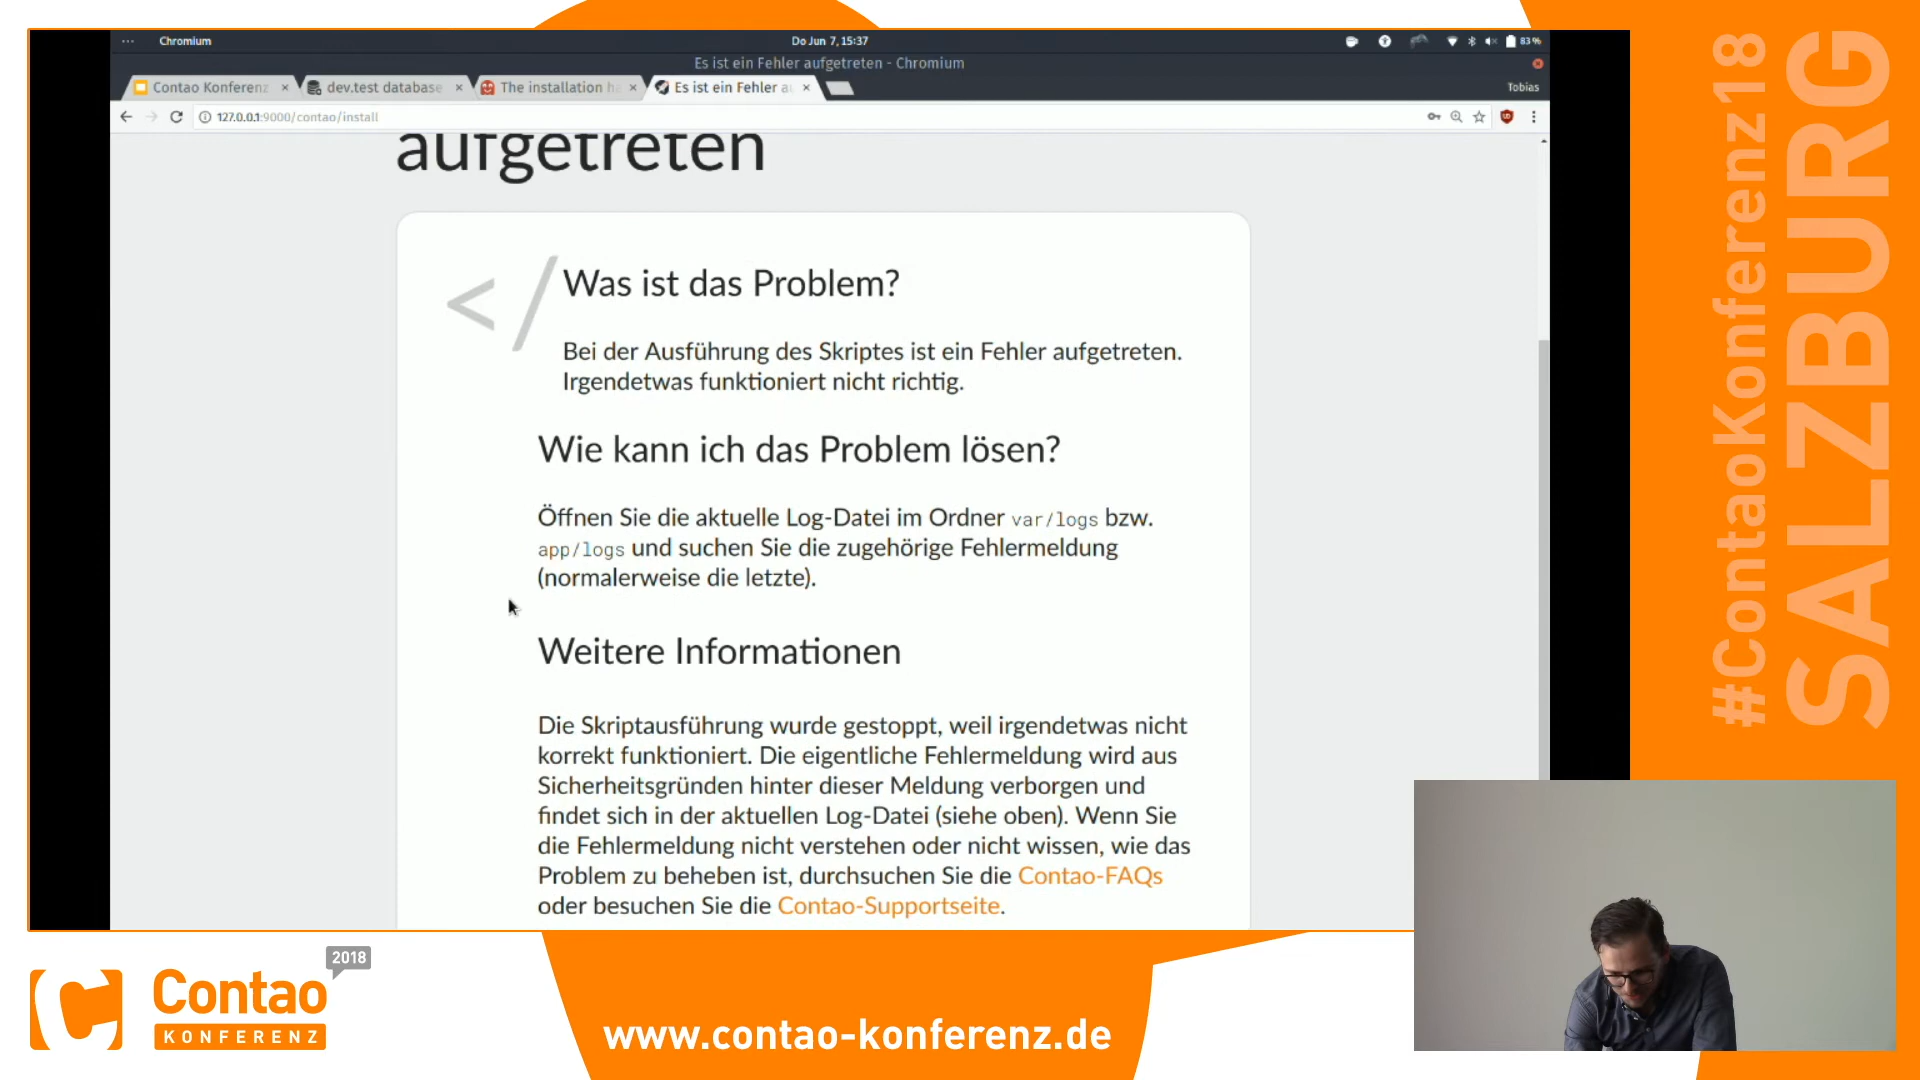 Chromium
Do Jun 7, 15:37
83 %
Es ist ein Fehler aufgetreten - Chromium
Contao Konferenz
dev.test database
The installation h
Es ist ein Fehler a
Tobias
127.0.0.1:9000/contao/install
aufgetreten
</
Was ist das Problem?
Bei der Ausführung des Skriptes ist ein Fehler aufgetreten.
Irgendetwas funktioniert nicht richtig.
Wie kann ich das Problem lösen?
Öffnen Sie die aktuelle Log-Datei im Ordner var/logs bzw.
app/logs und suchen Sie die zugehörige Fehlermeldung
(normalerweise die letzte).
Weitere Informationen
Die Skriptausführung wurde gestoppt, weil irgendetwas nicht
korrekt funktioniert. Die eigentliche Fehlermeldung wird aus
Sicherheitsgründen hinter dieser Meldung verborgen und
findet sich in der aktuellen Log-Datei (siehe oben). Wenn Sie
die Fehlermeldung nicht verstehen oder nicht wissen, wie das
Problem zu beheben ist, durchsuchen Sie die Contao-FAQs
oder besuchen Sie die Contao-Supportseite.
#ContaoKonferenz18
SALZBURG
2018
Contao
KONFERENZ
www.contao-konferenz.de